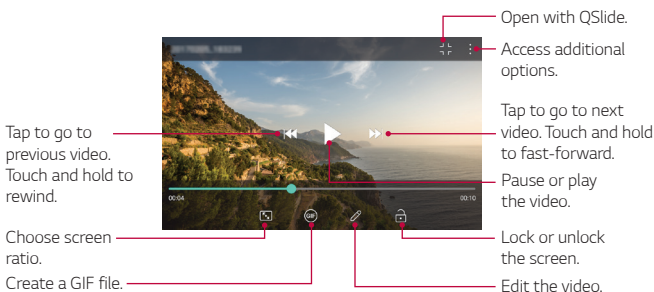 Open with QSlide.
Access additional
options.
Tap to go to next
video. Touch and hold
to fast-forward.
Tap to go to
previous video.
Touch and hold to
rewind.
Pause or play
the video.
00:04
00:10
GIF
Choose screen
ratio.
Lock or unlock
the screen.
Create a GIF file.
Edit the video.